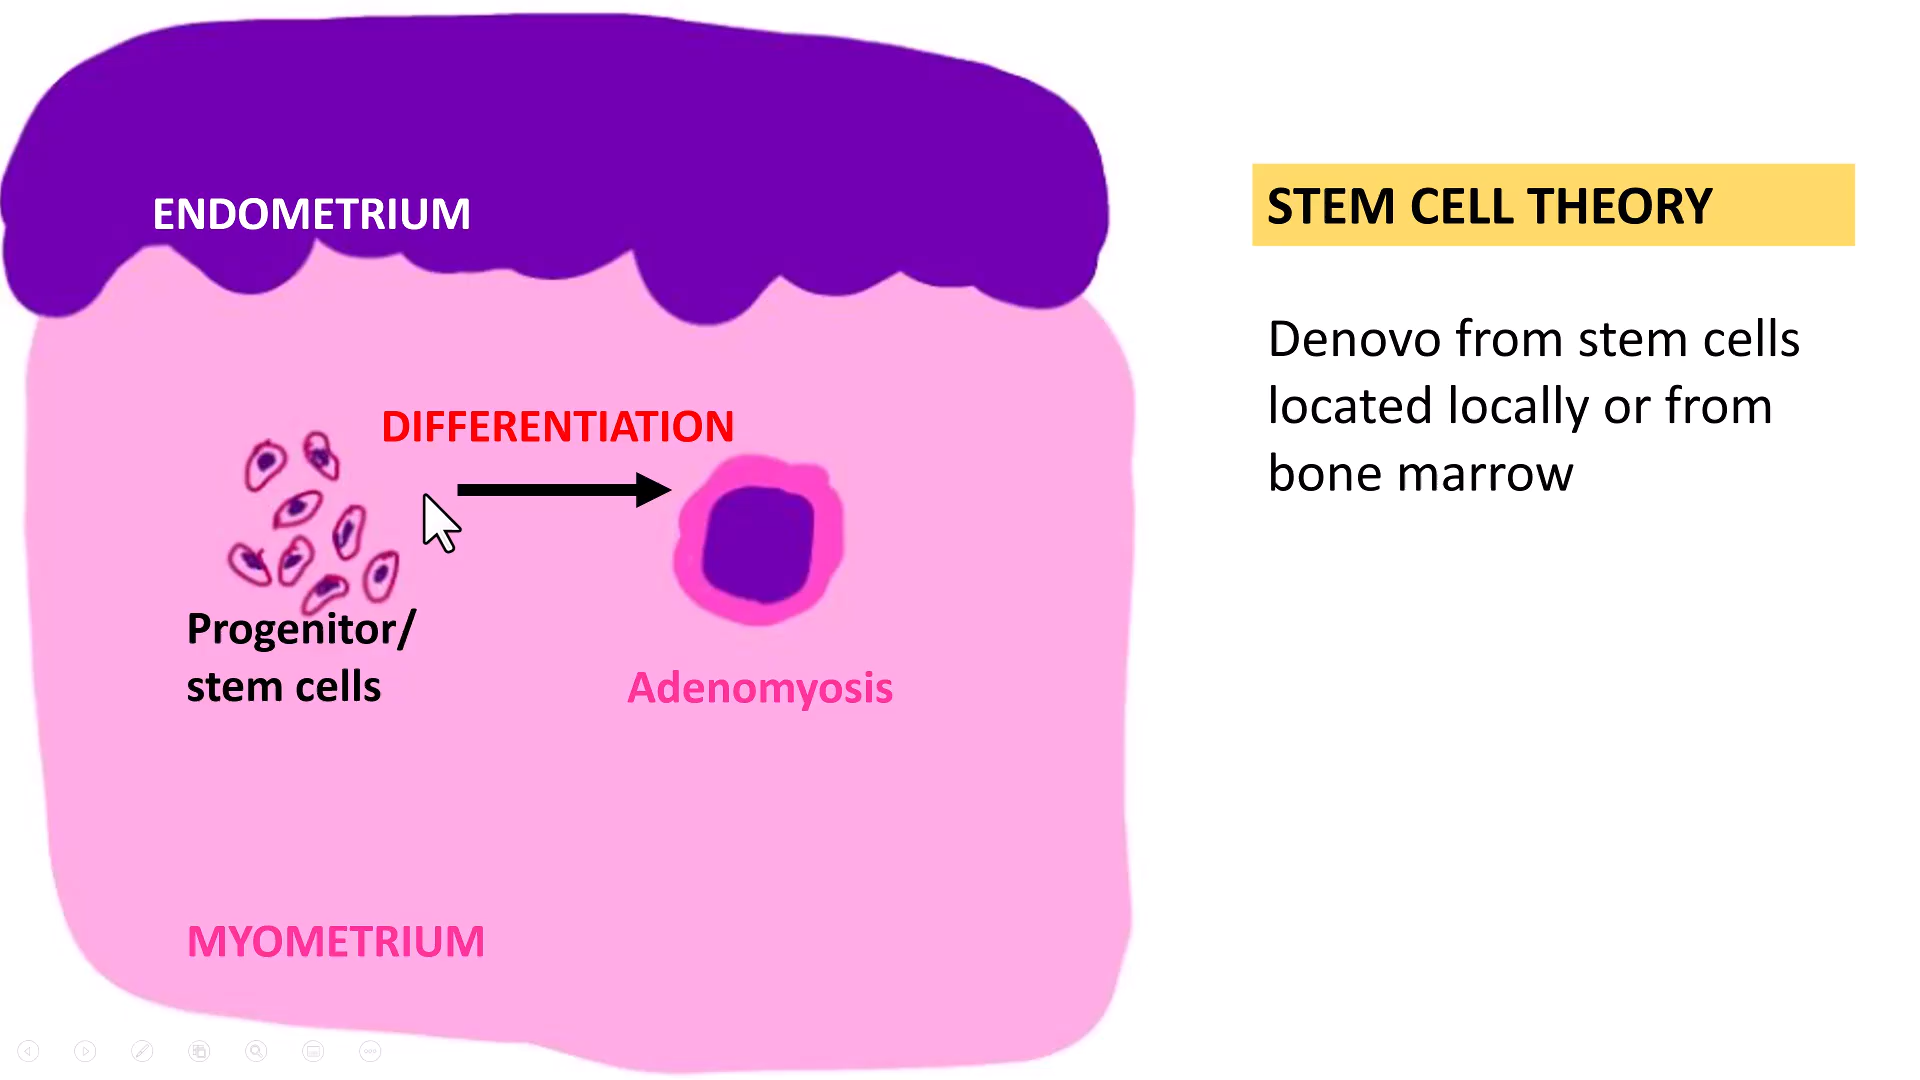 ENDOMETRIUM
DIFFERENTIATION
Progenitor/
stem cells
Adenomyosis
MYOMETRIUM
STEM CELL THEORY
Denovo from stem cells
located locally or from
bone marrow